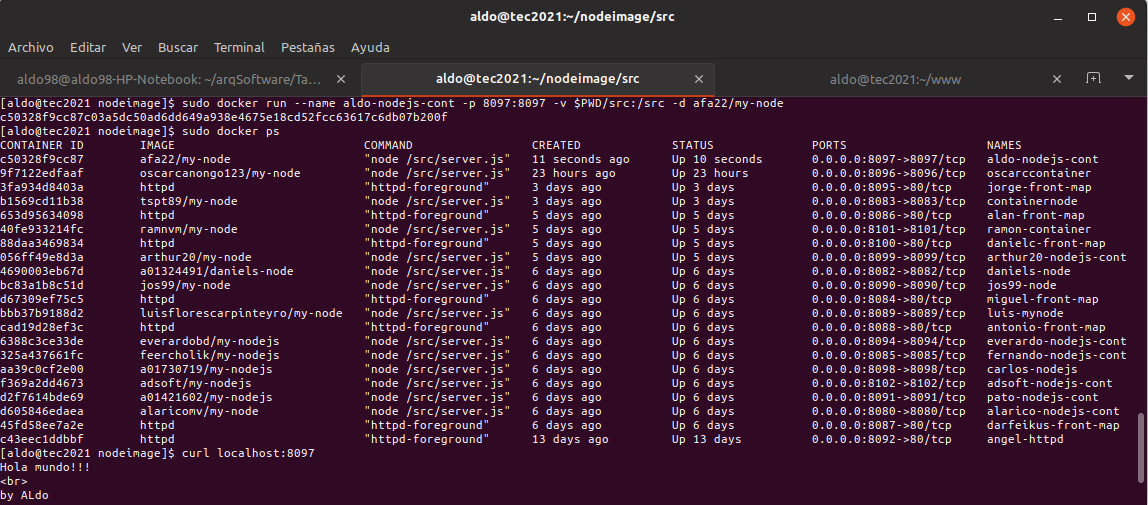 aldo@tec2021:~/nodeimage/src
Archivo Editar Ver Buscar Terminal Pestañas Ayuda
aldo98@aldo98-HP-Notebook: ~/arqSoftware/Ta... × aldo@tec2021:~/nodeimage/src × aldo@tec2021:~/www ×
[aldo@tec2021 nodeimage]$ sudo docker run --name aldo-nodejs-cont -p 8097:8097 -v $PWD/src:/src -d afa22/my-node
c50328f9cc87c03a5dc50ad6dd649a938e4675e18cd52fcc63617c6db07b200f
[aldo@tec2021 nodeimage]$ sudo docker ps
CONTAINER ID IMAGE COMMAND CREATED STATUS PORTS NAMES
c50328f9cc87 afa22/my-node "node /src/server.js" 11 seconds ago Up 10 seconds 0.0.0.0:8097->8097/tcp aldo-nodejs-cont
9f7122edfaaf oscarcanongo123/my-node "node /src/server.js" 23 hours ago Up 23 hours 0.0.0.0:8096->8096/tcp oscarccontainer
3fa934d8403a httpd "httpd-foreground" 3 days ago Up 3 days 0.0.0.0:8095->80/tcp jorge-front-map
b1569cd11b38 tspt89/my-node "node /src/server.js" 3 days ago Up 3 days 0.0.0.0:8083->8083/tcp containernode
653d95634098 httpd "httpd-foreground" 5 days ago Up 5 days 0.0.0.0:8086->80/tcp alan-front-map
40fe933214fc ramnvm/my-node "node /src/server.js" 5 days ago Up 5 days 0.0.0.0:8101->8101/tcp ramon-container
88daa3469834 httpd "httpd-foreground" 5 days ago Up 5 days 0.0.0.0:8100->80/tcp danielc-front-map
056ff49e8d3a arthur20/my-node "node /src/server.js" 5 days ago Up 5 days 0.0.0.0:8099->8099/tcp arthur20-nodejs-cont
4690003eb67d a01324491/daniels-node "node /src/server.js" 6 days ago Up 6 days 0.0.0.0:8082->8082/tcp daniels-node
bc83a1b8c51d jos99/my-node "node /src/server.js" 6 days ago Up 6 days 0.0.0.0:8090->8090/tcp jos99-node
d67309ef75c5 httpd "httpd-foreground" 6 days ago Up 6 days 0.0.0.0:8084->80/tcp miguel-front-map
bbb37b9188d2 luisflorescarpinteyro/my-node "node /src/server.js" 6 days ago Up 6 days 0.0.0.0:8089->8089/tcp luis-mynode
cad19d28ef3c httpd "httpd-foreground" 6 days ago Up 6 days 0.0.0.0:8088->80/tcp antonio-front-map
6388c3ce33de everardobd/my-nodejs "node /src/server.js" 6 days ago Up 6 days 0.0.0.0:8094->8094/tcp everardo-nodejs-cont
325a437661fc feercholik/my-nodejs "node /src/server.js" 6 days ago Up 6 days 0.0.0.0:8085->8085/tcp fernando-nodejs-cont
aa39c0cf2e00 a01730719/my-nodejs "node /src/server.js" 6 days ago Up 6 days 0.0.0.0:8098->8098/tcp carlos-nodejs
f369a2dd4673 adsoft/my-nodejs "node /src/server.js" 6 days ago Up 6 days 0.0.0.0:8102->8102/tcp adsoft-nodejs-cont
d2f7614bde69 a01421602/my-nodejs "node /src/server.js" 6 days ago Up 6 days 0.0.0.0:8091->8091/tcp pato-nodejs-cont
d605846edaea alaricomv/my-node "node /src/server.js" 6 days ago Up 6 days 0.0.0.0:8080->8080/tcp alarico-nodejs-cont
45fd58ee7a2e httpd "httpd-foreground" 6 days ago Up 6 days 0.0.0.0:8087->80/tcp darfeikus-front-map
c43eec1ddbbf httpd "httpd-foreground" 13 days ago Up 13 days 0.0.0.0:8092->80/tcp angel-httpd
[aldo@tec2021 nodeimage]$ curl localhost:8097
Hola mundo!!!
<br>
by ALdo